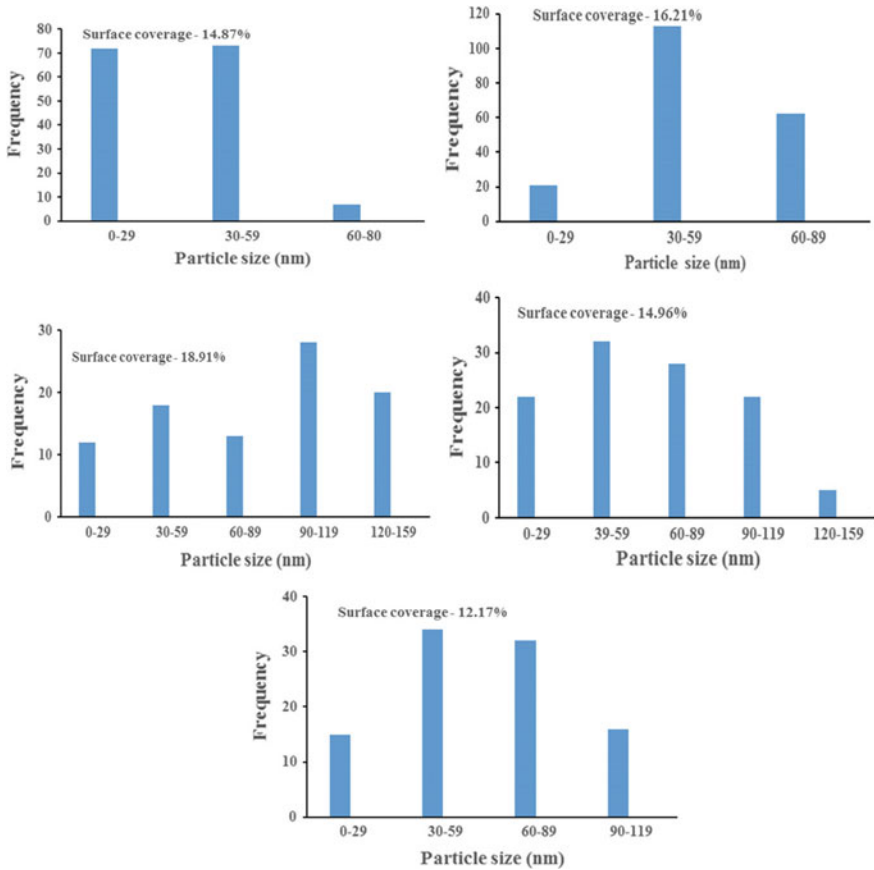 Surface coverage - 14.87%
80
70
60
50
40
30
20
10
0
Frequency
0-29 30-59 60-80
Particle size (nm)
Surface coverage - 16.21%
120
100
80
60
40
20
0
Frequency
0-29 30-59 60-89
Particle size (nm)
Surface coverage - 18.91%
30
20
10
0
Frequency
0-29 30-59 60-89 90-119 120-159
Particle size (nm)
Surface coverage - 14.96%
40
30
20
10
0
Frequency
0-29 39-59 60-89 90-119 120-159
Particle size (nm)
Surface coverage - 12.17%
40
30
20
10
0
Frequency
0-29 30-59 60-89 90-119
Particle size (nm)